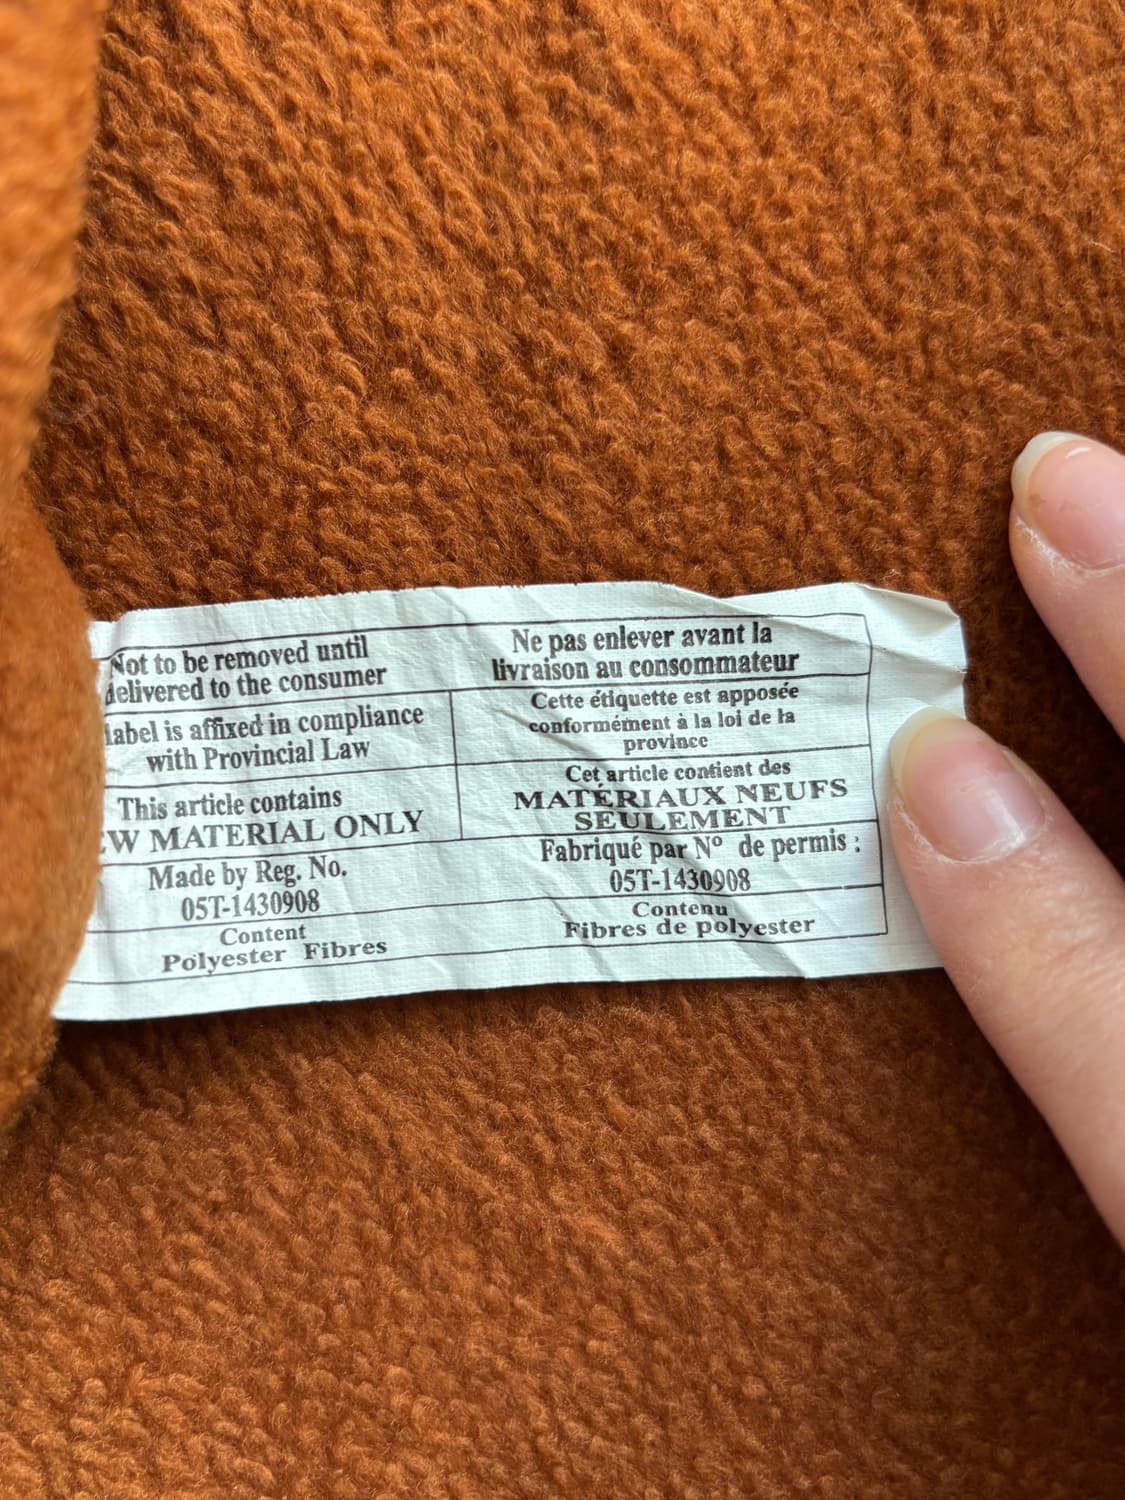 Not to be removed until
delivered to the consumer
label is affixed in compliance
with Provincial Law
This article contains
W MATERIAL ONLY
Made by Reg. No.
05T-1430908
Content
Polyester Fibres
Ne pas enlever avant la
livraison au consommateur
Cette étiquette est apposée
conformément à la loi de la
province
Cet article contient des
MATÉRIAUX NEUFS
SEULEMENT
Fabriqué par Nº de permis :
05T-1430908
Contenu
Fibres de polyester